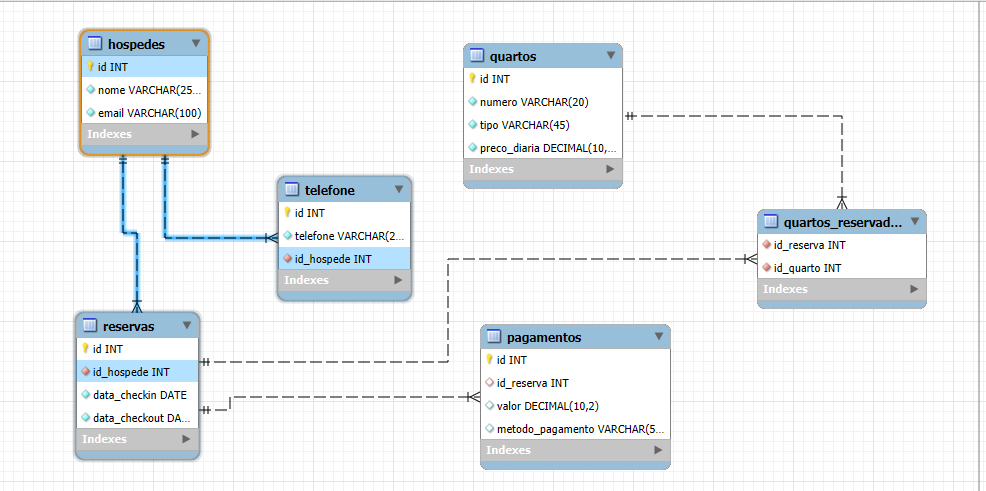 hospedes
id INT
nome VARCHAR(25...
email VARCHAR(100)
Indexes
quartos
id INT
numero VARCHAR(20)
tipo VARCHAR(45)
preco_diaria DECIMAL(10,...
Indexes
telefone
id INT
telefone VARCHAR(2...
id_hospede INT
Indexes
quartos_reservad...
id_reserva INT
id_quarto INT
Indexes
reservas
id INT
id_hospede INT
data_checkin DATE
data_checkout DA...
Indexes
pagamentos
id INT
id_reserva INT
valor DECIMAL(10,2)
metodo_pagamento VARCHAR(5...
Indexes